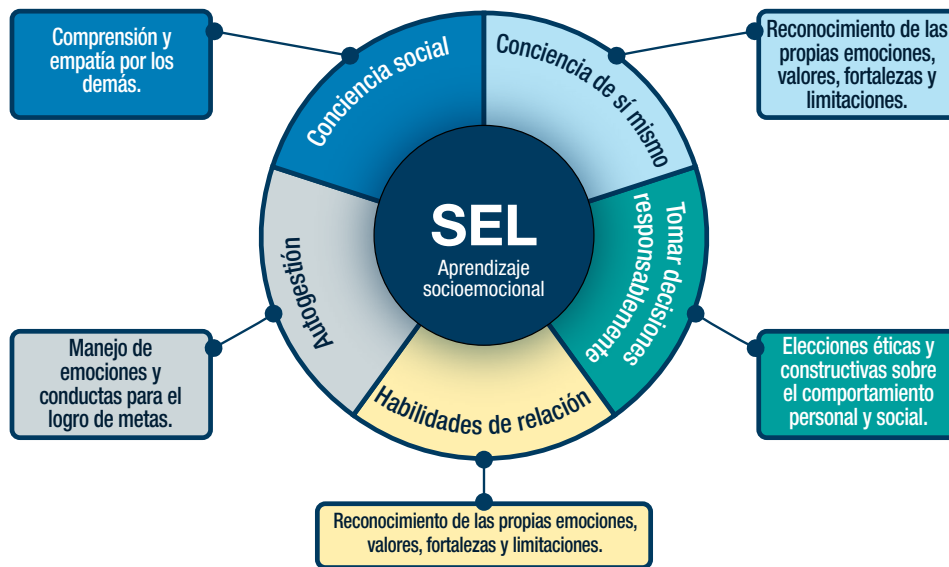 Comprensión y
empatía por los
demás.
Conciencia social
Conciencia de sí mismo
Reconocimiento de las
propias emociones,
valores, fortalezas y
limitaciones.
SEL
Aprendizaje
socioemocional
Autogestión
Tomar decisiones
responsablemente
Habilidades de relación
Manejo de
emociones y
conductas para el
logro de metas.
Elecciones éticas y
constructivas sobre
el comportamiento
personal y social.
Reconocimiento de las propias emociones,
valores, fortalezas y limitaciones.